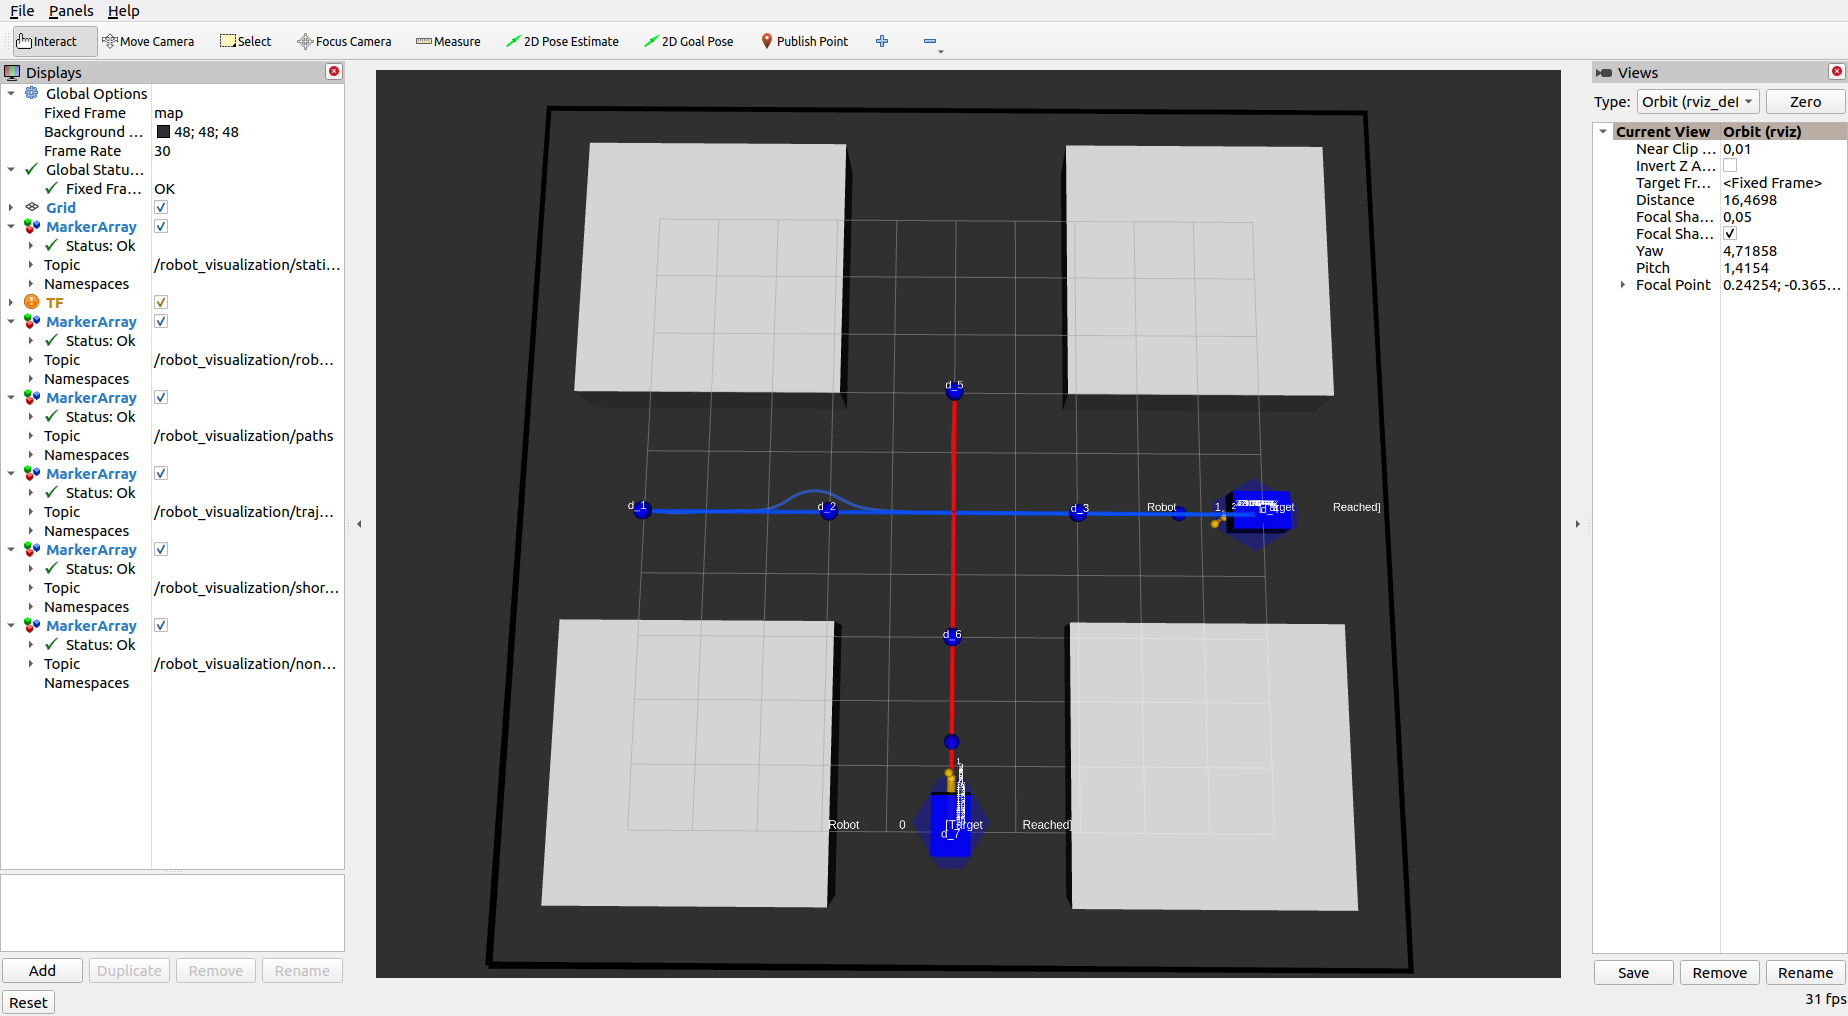 File Panels Help
Interact Move Camera Select Focus Camera Measure 2D Pose Estimate 2D Goal Pose Publish Point
Displays
Global Options
Fixed Frame map
Background ... 48; 48; 48
Frame Rate 30
Global Statu...
Fixed Fra... OK
Grid
MarkerArray
Status: Ok
Topic /robot_visualization/stati...
Namespaces
TF
MarkerArray
Status: Ok
Topic /robot_visualization/rob...
Namespaces
MarkerArray
Status: Ok
Topic /robot_visualization/paths
Namespaces
MarkerArray
Status: Ok
Topic /robot_visualization/traj...
Namespaces
MarkerArray
Status: Ok
Topic /robot_visualization/shor...
Namespaces
MarkerArray
Status: Ok
Topic /robot_visualization/non...
Namespaces
Add Duplicate Remove Rename
Reset
d_5
d_1 d_2 d_3 Robot 1 Reached]
d_6
Robot 0 [Target Reached]
d_7
Views
Type: Orbit (rviz_def Zero
Current View Orbit (rviz)
Near Clip ... 0,01
Invert Z A...
Target Fr... <Fixed Frame>
Distance 16,4698
Focal Sha... 0,05
Focal Sha...
Yaw 4,71858
Pitch 1,4154
Focal Point 0.24254; -0.365...
Save Remove Rename
31 fps